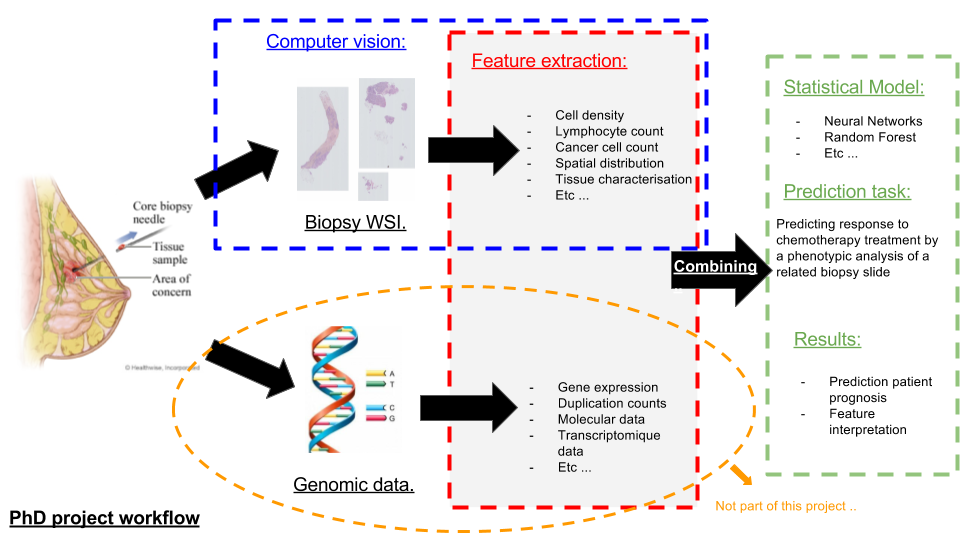 Computer vision:
Feature extraction:
- Cell density
- Lymphocyte count
- Cancer cell count
- Spatial distribution
- Tissue characterisation
- Etc ...
Biopsy WSI.
Core biopsy
needle
Tissue
sample
Area of
concern
© Healthwise, Incorporated
A
T
C
G
Genomic data.
- Gene expression
- Duplication counts
- Molecular data
- Transcriptomique
data
- Etc ...
Combining
Statistical Model:
- Neural Networks
- Random Forest
- Etc ...
Prediction task:
Predicting response to
chemotherapy treatment by
a phenotypic analysis of a
related biopsy slide
Results:
- Prediction patient
prognosis
- Feature
interpretation
Not part of this project ..
PhD project workflow